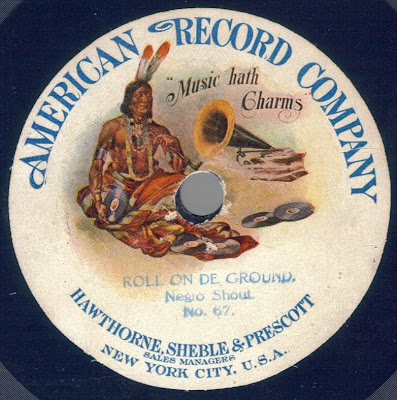 AMERICAN RECORD COMPANY
"Music hath
Charms
ROLL ON DE GROUND.
Negro Shout.
No. 67.
HAWTHORNE, SHEBLE & PRESCOTT
SALES MANAGERS
NEW YORK CITY, U.S.A.